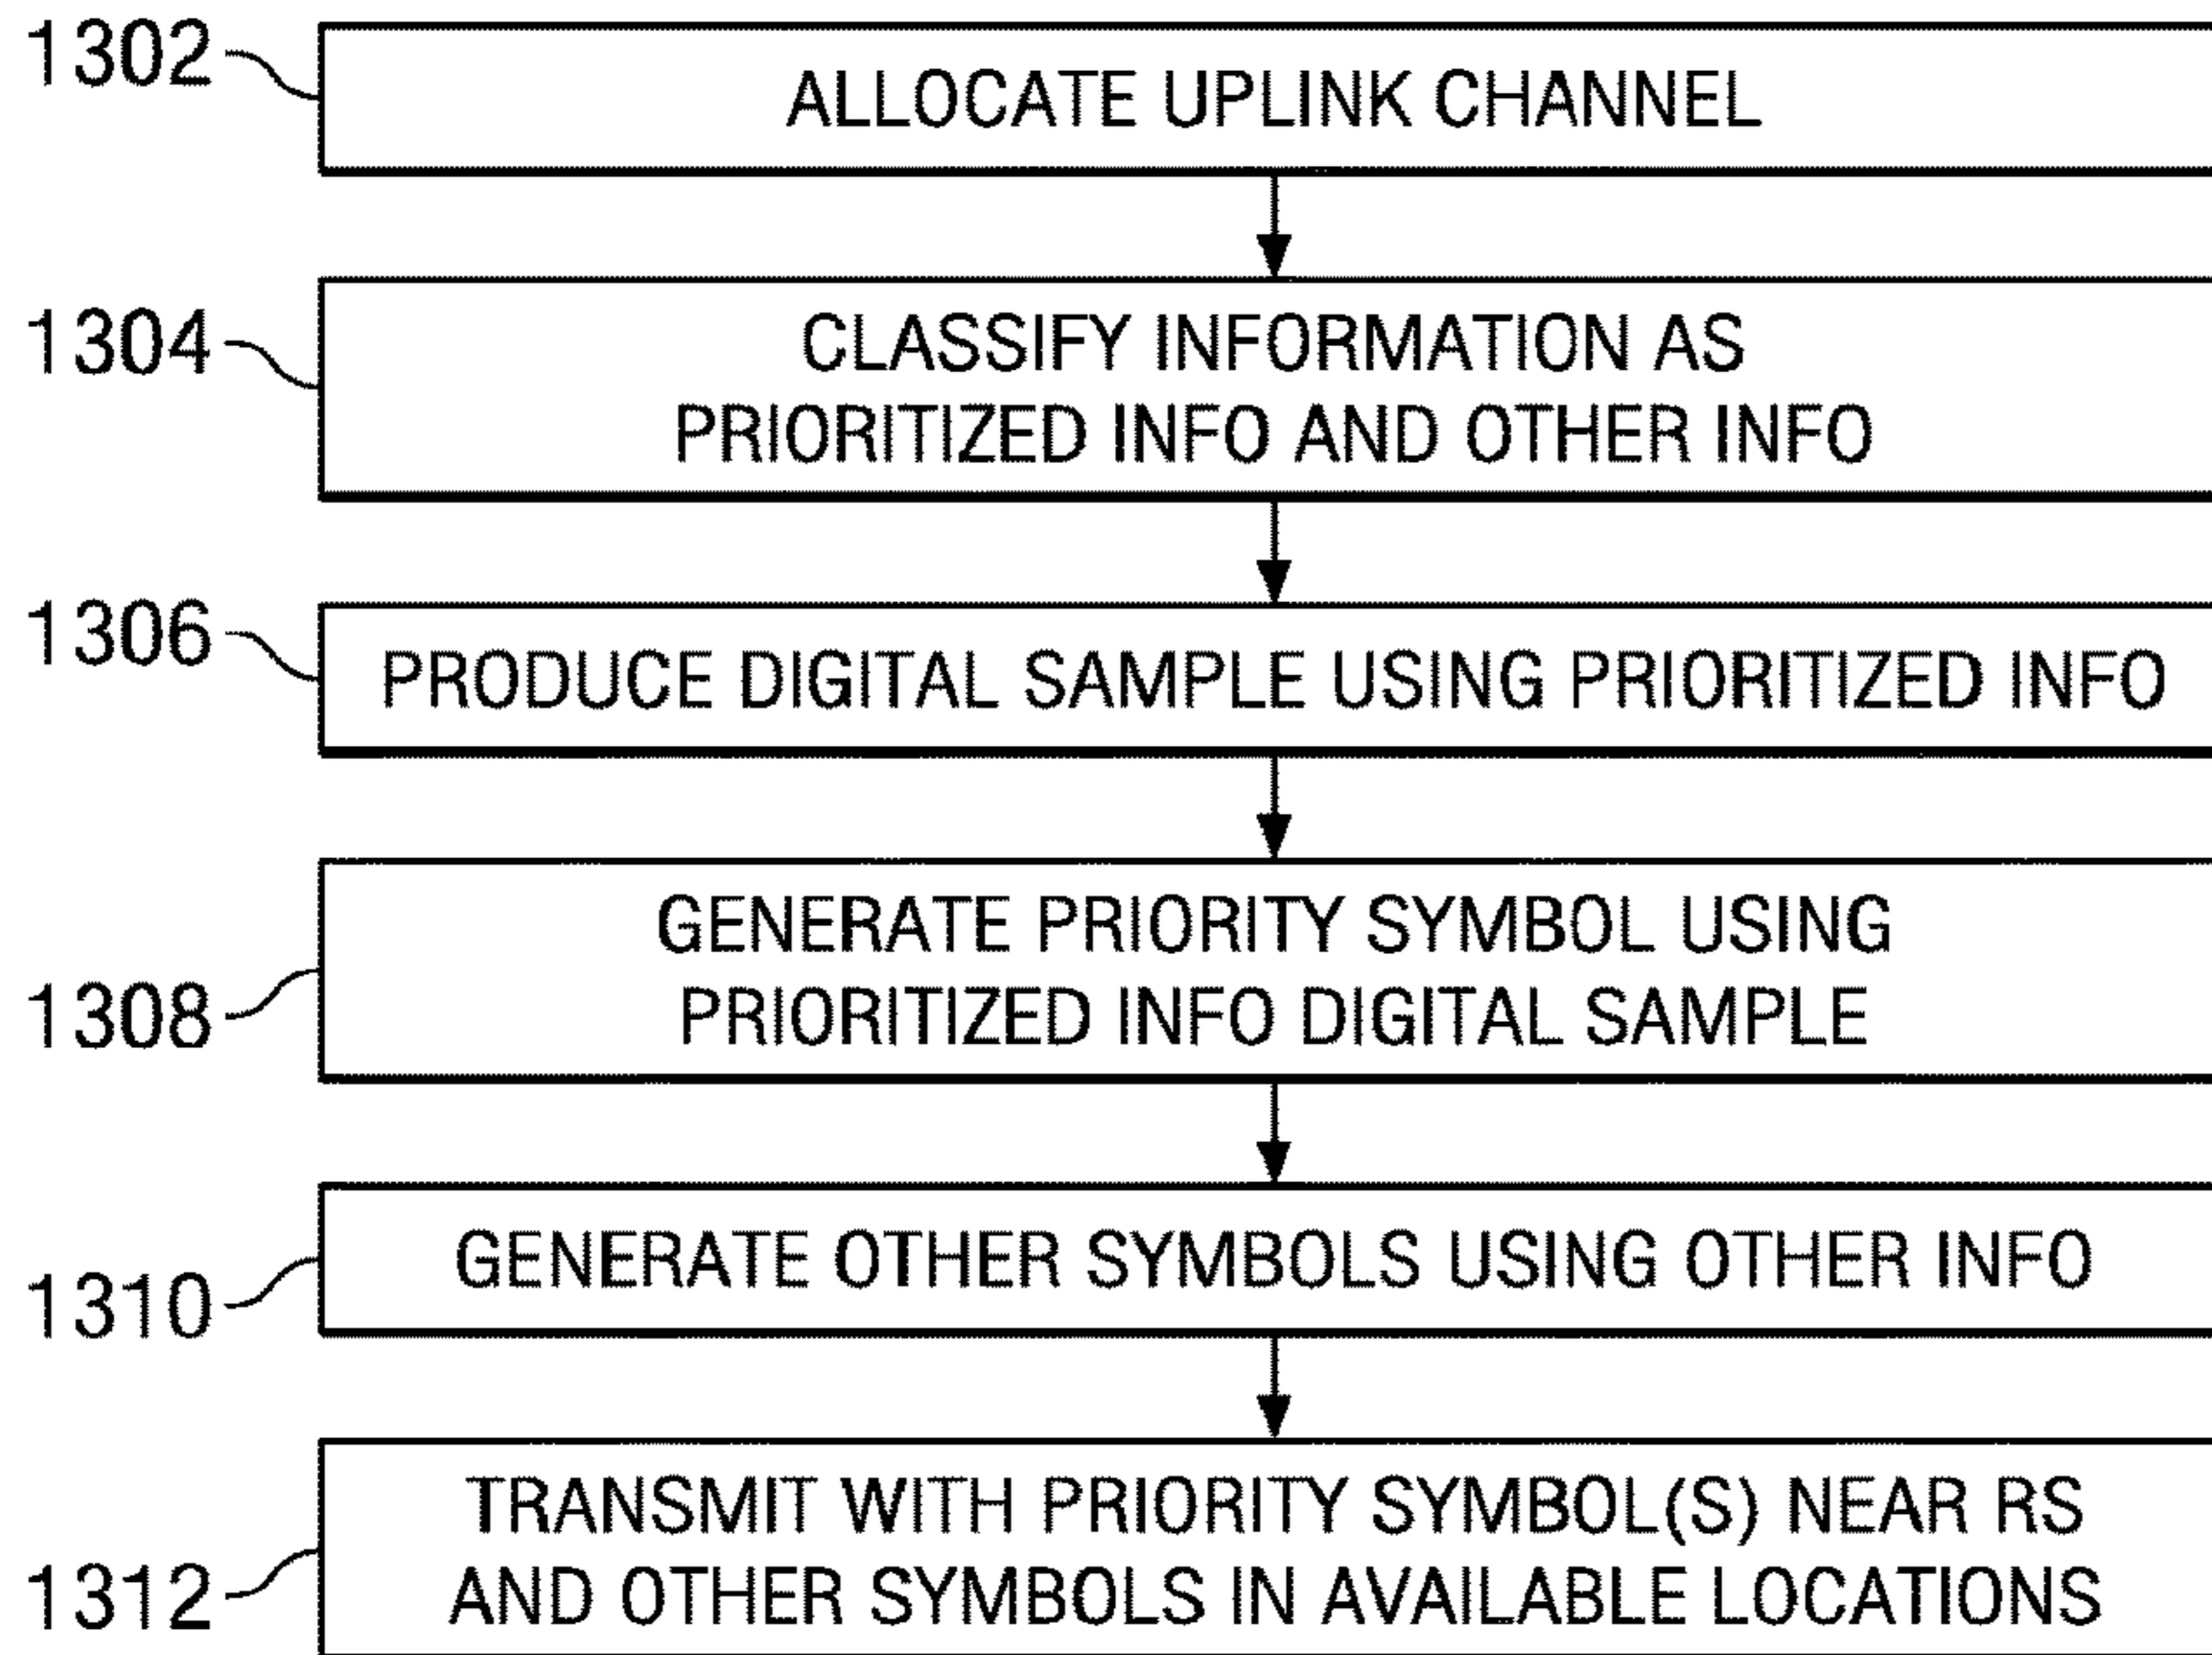 1302
ALLOCATE UPLINK CHANNEL
1304
CLASSIFY INFORMATION AS
PRIORITIZED INFO AND OTHER INFO
1306
PRODUCE DIGITAL SAMPLE USING PRIORITIZED INFO
1308
GENERATE PRIORITY SYMBOL USING
PRIORITIZED INFO DIGITAL SAMPLE
1310
GENERATE OTHER SYMBOLS USING OTHER INFO
1312
TRANSMIT WITH PRIORITY SYMBOL(S) NEAR RS
AND OTHER SYMBOLS IN AVAILABLE LOCATIONS